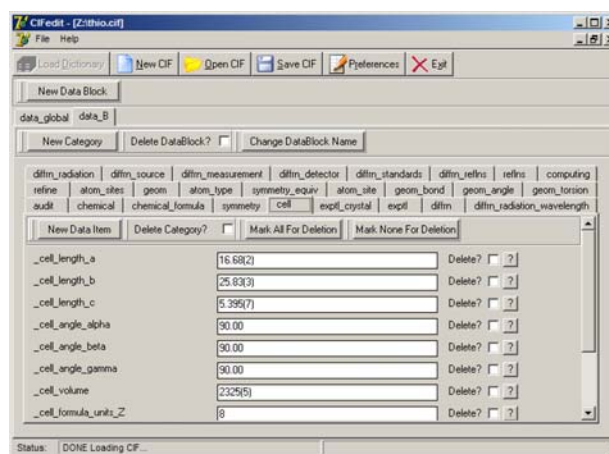 CIFedit - [Z:\thio.cif]
File Help
Load Dictionary New CIF Open CIF Save CIF Preferences Exit
New Data Block
data_global data_B
New Category Delete DataBlock? Change DataBlock Name
diffrn_radiation diffrn_source diffrn_measurement diffrn_detector diffrn_standards diffrn_reflns reflns computing
refine atom_sites geom atom_type symmetry_equiv atom_site geom_bond geom_angle geom_torsion
audit chemical chemical_formula symmetry cell exptl_crystal exptl diffrn diffrn_radiation_wavelength
New Data Item Delete Category? Mark All For Deletion Mark None For Deletion
_cell_length_a 16.68(2) Delete? ?
_cell_length_b 25.83(3) Delete? ?
_cell_length_c 5.395(7) Delete? ?
_cell_angle_alpha 90.00 Delete? ?
_cell_angle_beta 90.00 Delete? ?
_cell_angle_gamma 90.00 Delete? ?
_cell_volume 2325(5) Delete? ?
_cell_formula_units_Z 8 Delete? ?
Status: DONE Loading CIF...